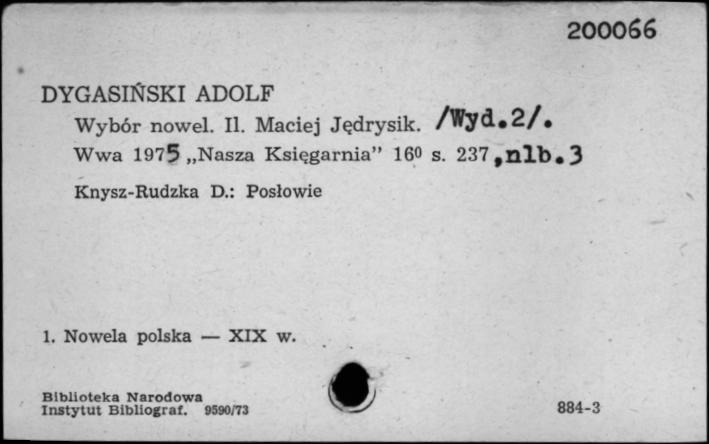 200066
DYGASIŃSKI ADOLF
Wybór nowel. Il. Maciej Jędrysik. /Wyd.2/.
Wwa 1975 „Nasza Księgarnia” 16⁰ s. 237,nlb.3
Knysz-Rudzka D.: Posłowie
1. Nowela polska — XIX w.
Biblioteka Narodowa
Instytut Bibliograf. 9590/73
884-3